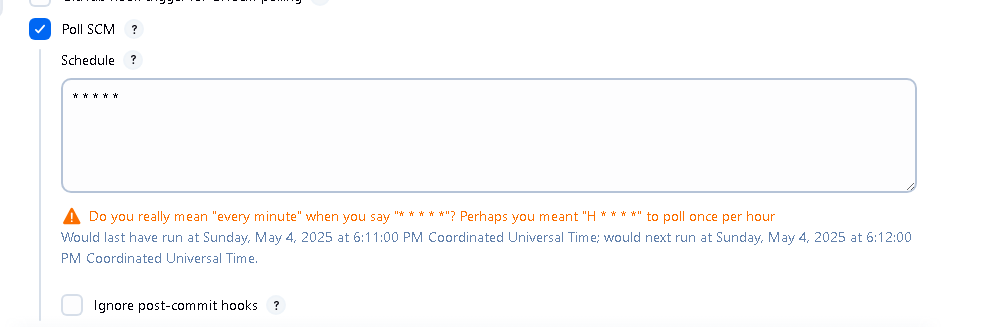 Poll SCM ?
Schedule ?
* * * * *
Do you really mean "every minute" when you say "* * * * *"? Perhaps you meant "H * * * *" to poll once per hour
Would last have run at Sunday, May 4, 2025 at 6:11:00 PM Coordinated Universal Time; would next run at Sunday, May 4, 2025 at 6:12:00
PM Coordinated Universal Time.
Ignore post-commit hooks ?